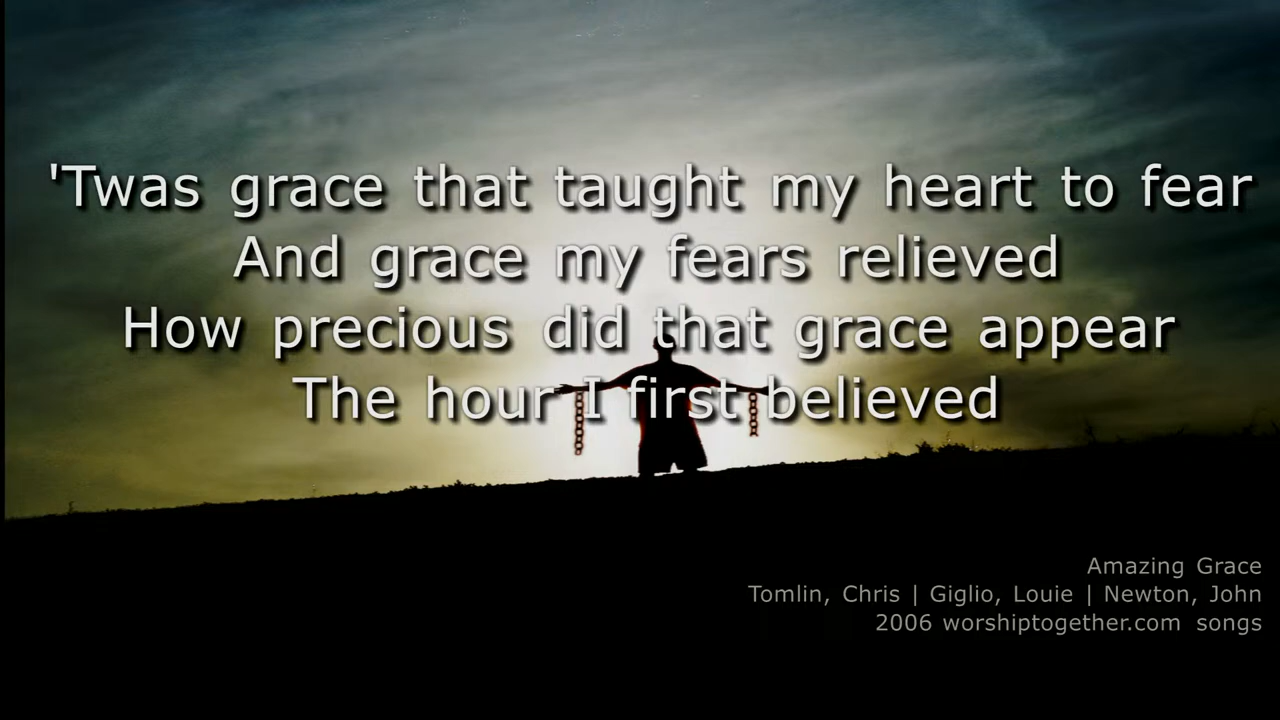 'Twas grace that taught my heart to fear
And grace my fears relieved
How precious did that grace appear
The hour I first believed
Amazing Grace
Tomlin, Chris | Giglio, Louie | Newton, John
2006 worshiptogether.com songs